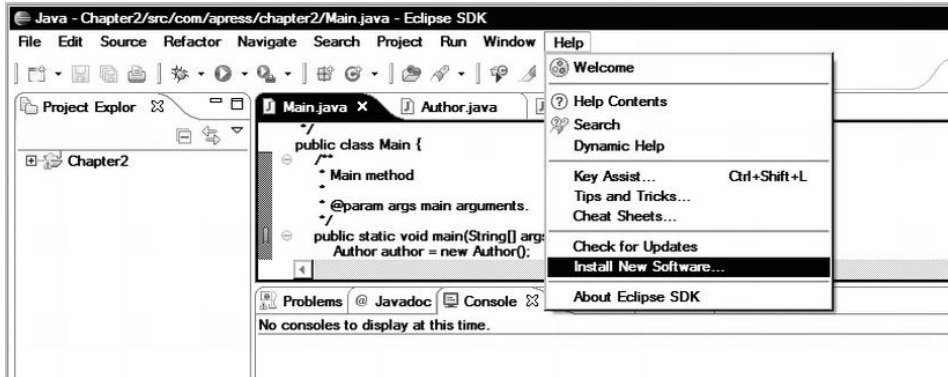 Java - Chapter2/src/com/apress/chapter2/Main.java - Eclipse SDK
File Edit Source Refactor Navigate Search Project Run Window Help
Project Explor
Chapter2
Main.java
Author.java
*/
public class Main {
/**
* Main method
*
* @param args main arguments.
*/
public static void main(String[] args
Author author = new Author();
Welcome
Help Contents
Search
Dynamic Help
Key Assist... Ctrl+Shift+L
Tips and Tricks...
Cheat Sheets...
Check for Updates
Install New Software...
About Eclipse SDK
Problems @ Javadoc Console
No consoles to display at this time.